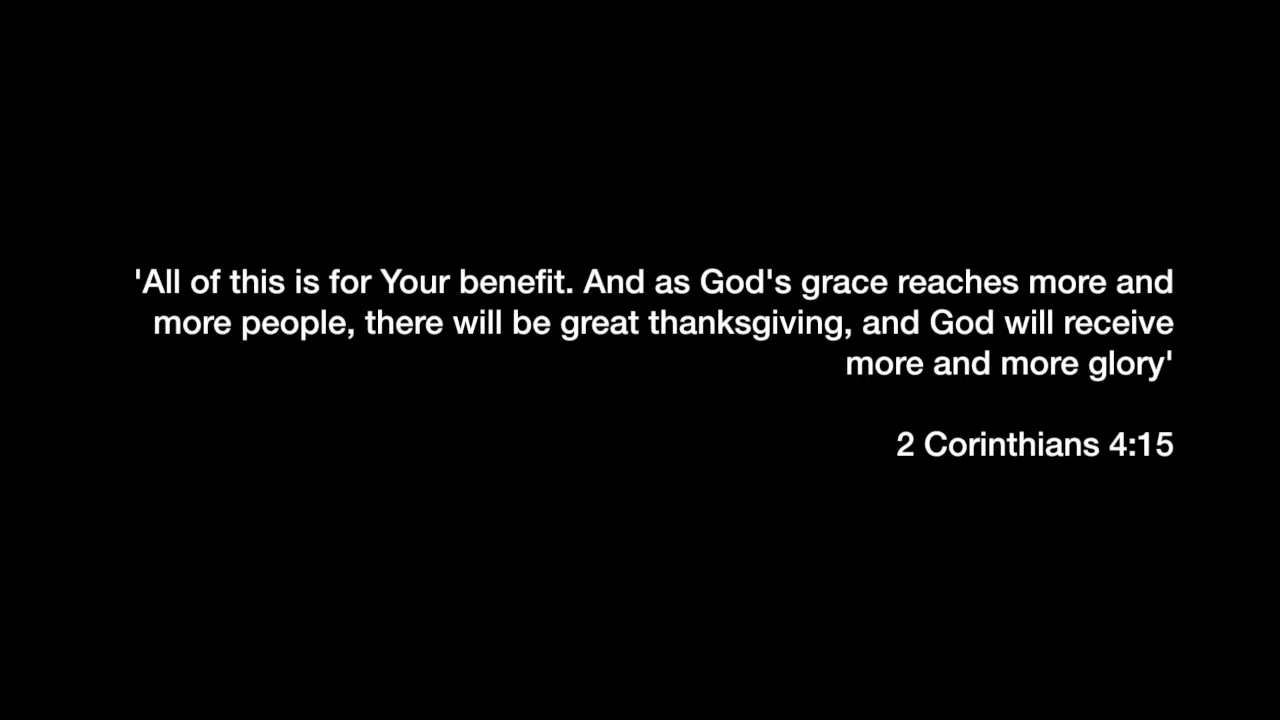 'All of this is for Your benefit. And as God's grace reaches more and
more people, there will be great thanksgiving, and God will receive
more and more glory'
2 Corinthians 4:15